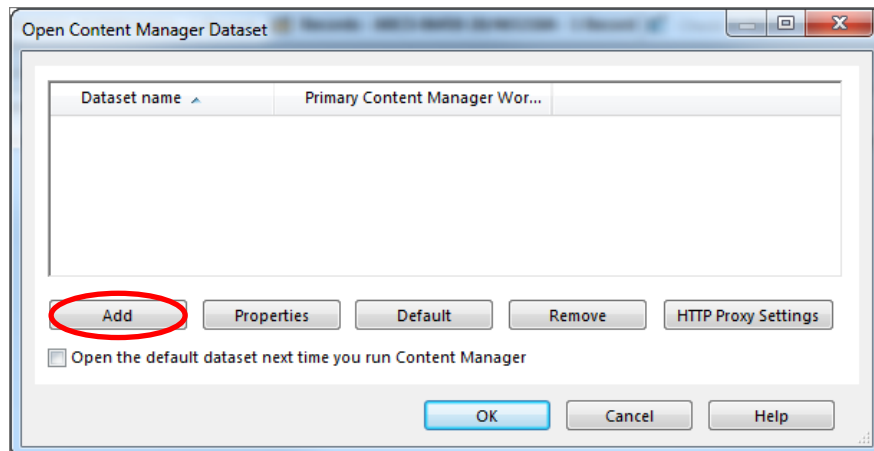 Open Content Manager Dataset
Dataset name Primary Content Manager Wor...
Add Properties Default Remove HTTP Proxy Settings
Open the default dataset next time you run Content Manager
OK Cancel Help